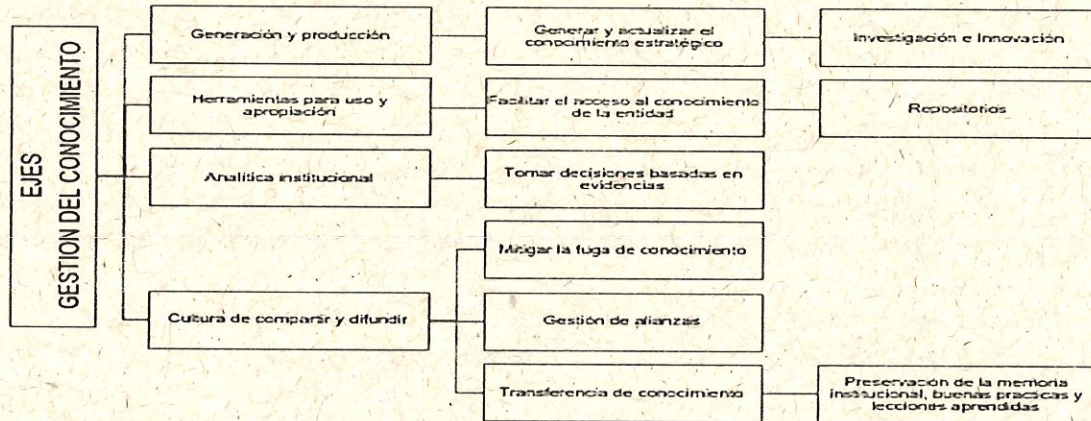 EJES
GESTION DEL CONOCIMIENTO
Generación y producción
Generar y actualizar el
conocimiento estratégico
Investigación e Innovación
Herramientas para uso y
apropiación
Facilitar el acceso al conocimiento
de la entidad
Repositorios
Analítica institucional
Tomar decisiones basadas en
evidencias
Cultura de compartir y difundir
Mitigar la fuga de conocimiento
Gestión de alianzas
Transferencia de conocimiento
Preservación de la memoria
institucional, buenas practicas y
lecciones aprendidas